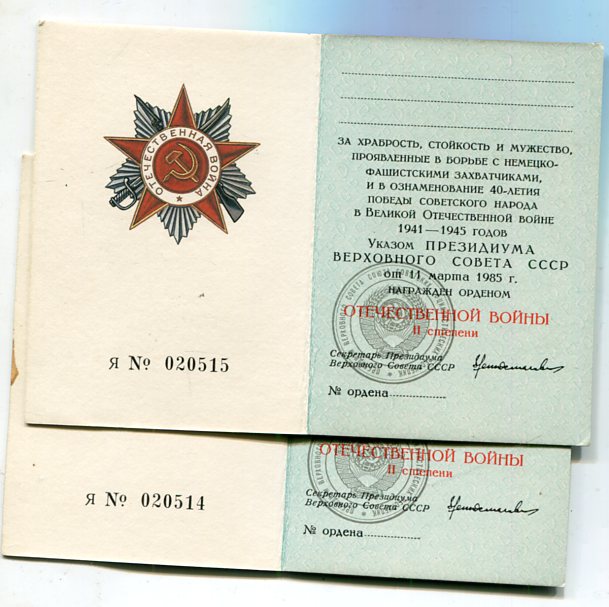 ОТЕЧЕСТВЕННАЯ ВОЙНА
Я № 020515
ЗА ХРАБРОСТЬ, СТОЙКОСТЬ И МУЖЕСТВО,
ПРОЯВЛЕННЫЕ В БОРЬБЕ С НЕМЕЦКО-
ФАШИСТСКИМИ ЗАХВАТЧИКАМИ,
И В ОЗНАМЕНОВАНИЕ 40-ЛЕТИЯ
ПОБЕДЫ СОВЕТСКОГО НАРОДА
В ВЕЛИКОЙ ОТЕЧЕСТВЕННОЙ ВОЙНЕ
1941—1945 ГОДОВ
УКАЗОМ ПРЕЗИДИУМА
ВЕРХОВНОГО СОВЕТА СССР
от 11 марта 1985 г.
НАГРАЖДЕН ОРДЕНОМ
ОТЕЧЕСТВЕННОЙ ВОЙНЫ
II степени
Секретарь Президиума
Верховного Совета СССР
№ ордена
Я № 020514
ОТЕЧЕСТВЕННОЙ ВОЙНЫ
II степени
Секретарь Президиума
Верховного Совета СССР
№ ордена